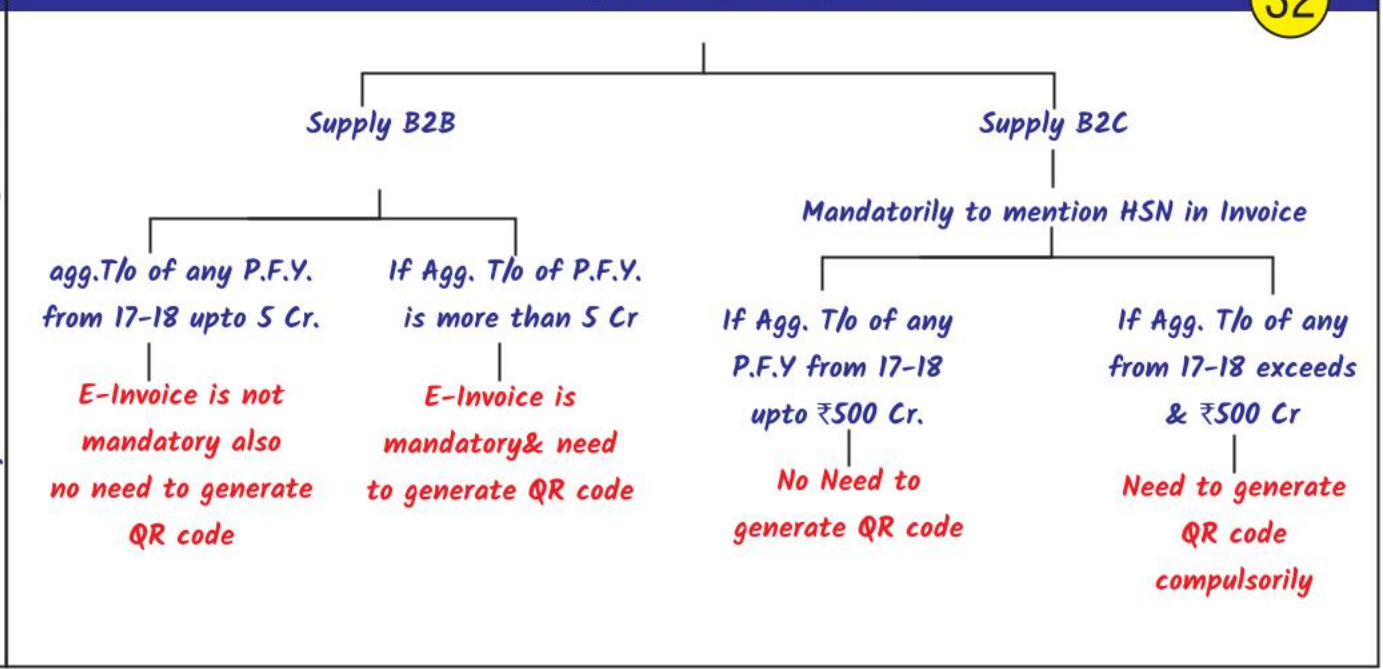 32
Supply B2B
Supply B2C
Mandatorily to mention HSN in Invoice
agg.T/o of any P.F.Y.
from 17-18 upto 5 Cr.
If Agg. T/o of P.F.Y.
is more than 5 Cr
If Agg. T/o of any
P.F.Y from 17-18
upto ₹500 Cr.
If Agg. T/o of any
from 17-18 exceeds
& ₹500 Cr
E-Invoice is not
mandatory also
no need to generate
QR code
E-Invoice is
mandatory& need
to generate QR code
No Need to
generate QR code
Need to generate
QR code
compulsorily